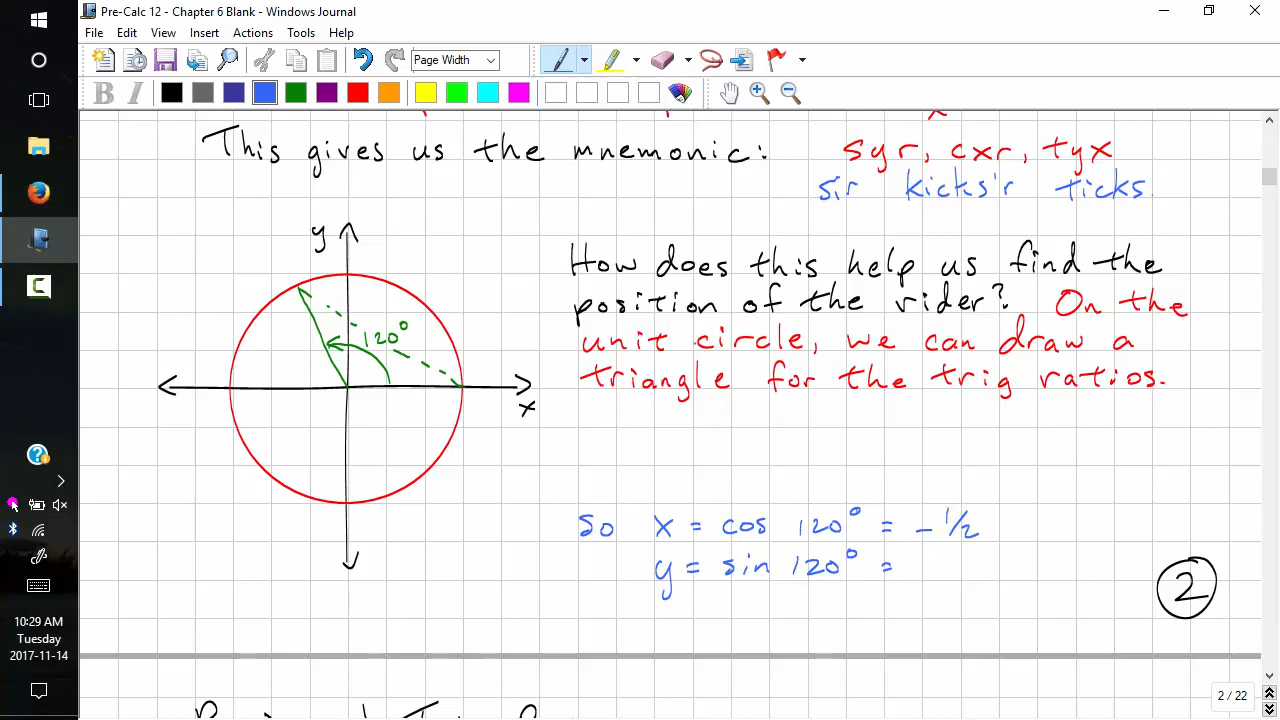 Pre-Calc 12 - Chapter 6 Blank - Windows Journal
File Edit View Insert Actions Tools Help
Page Width
B I
This gives us the mnemonic: syr, cxr, tyx
sir kicks'r ticks.
y
120°
x
How does this help us find the
position of the rider? On the
unit circle, we can draw a
triangle for the trig ratios.
So x = cos 120° = - 1/2
y = sin 120° =
2
10:29 AM
Tuesday
2017-11-14
2 / 22